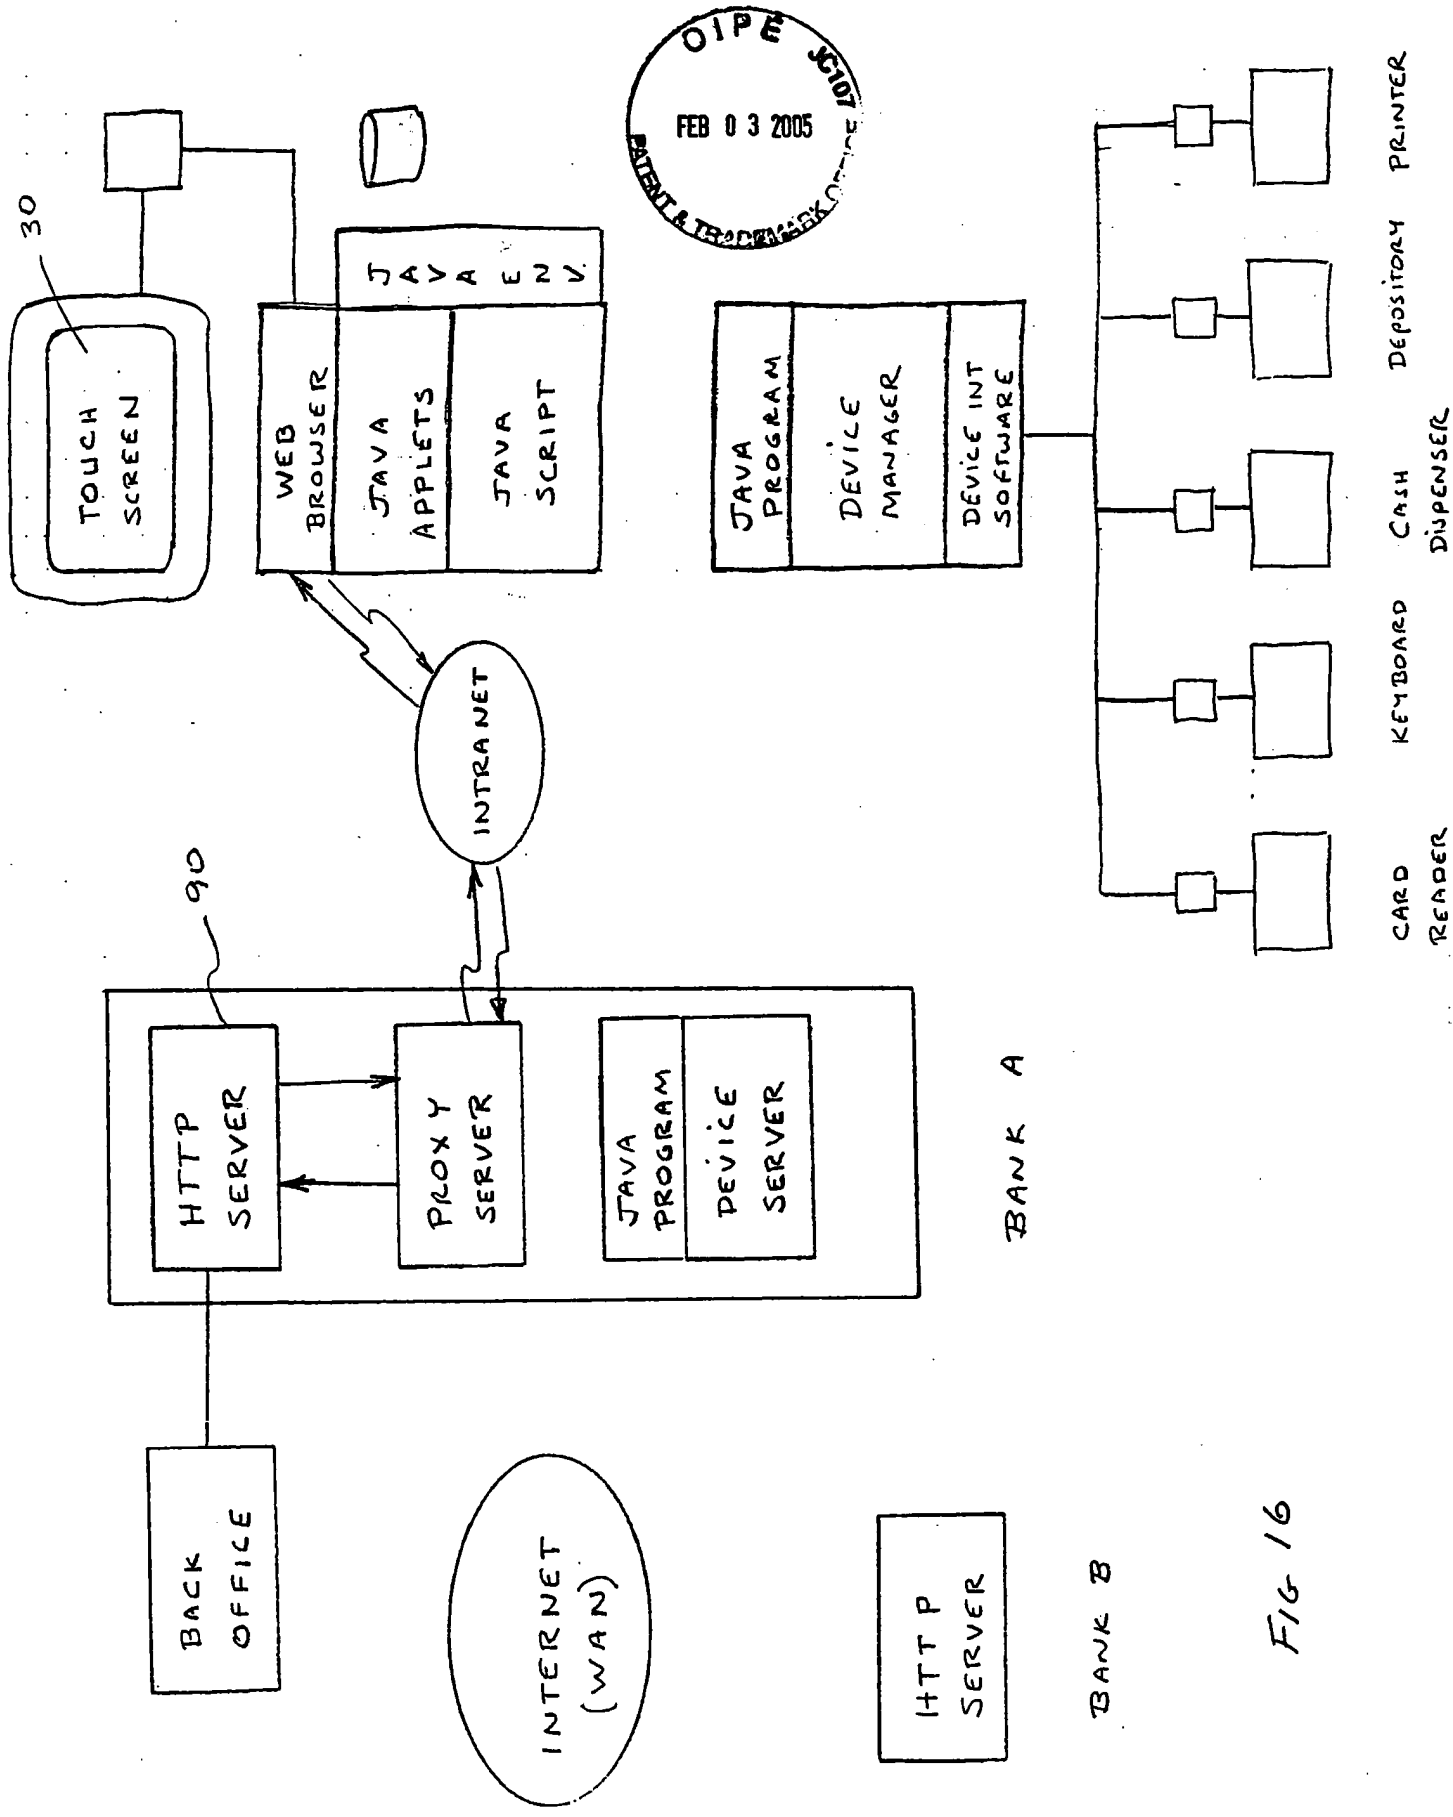 30
TOUCH
SCREEN
WEB
BROWSER
JAVA
APPLETS
JAVA
SCRIPT
JAVA
ENV.
JAVA
PROGRAM
DEVICE
MANAGER
DEVICE INT
SOFTWARE
CARD
READER
KEYBOARD
CASH
DISPENSER
DEPOSITORY
PRINTER
INTRANET
90
HTTP
SERVER
PROXY
SERVER
JAVA
PROGRAM
DEVICE
SERVER
BANK A
BACK
OFFICE
INTERNET
(WAN)
HTTP
SERVER
BANK B
FIG 16
OIPE
JC107
FEB 03 2005
PATENT & TRADEMARK OFFICE